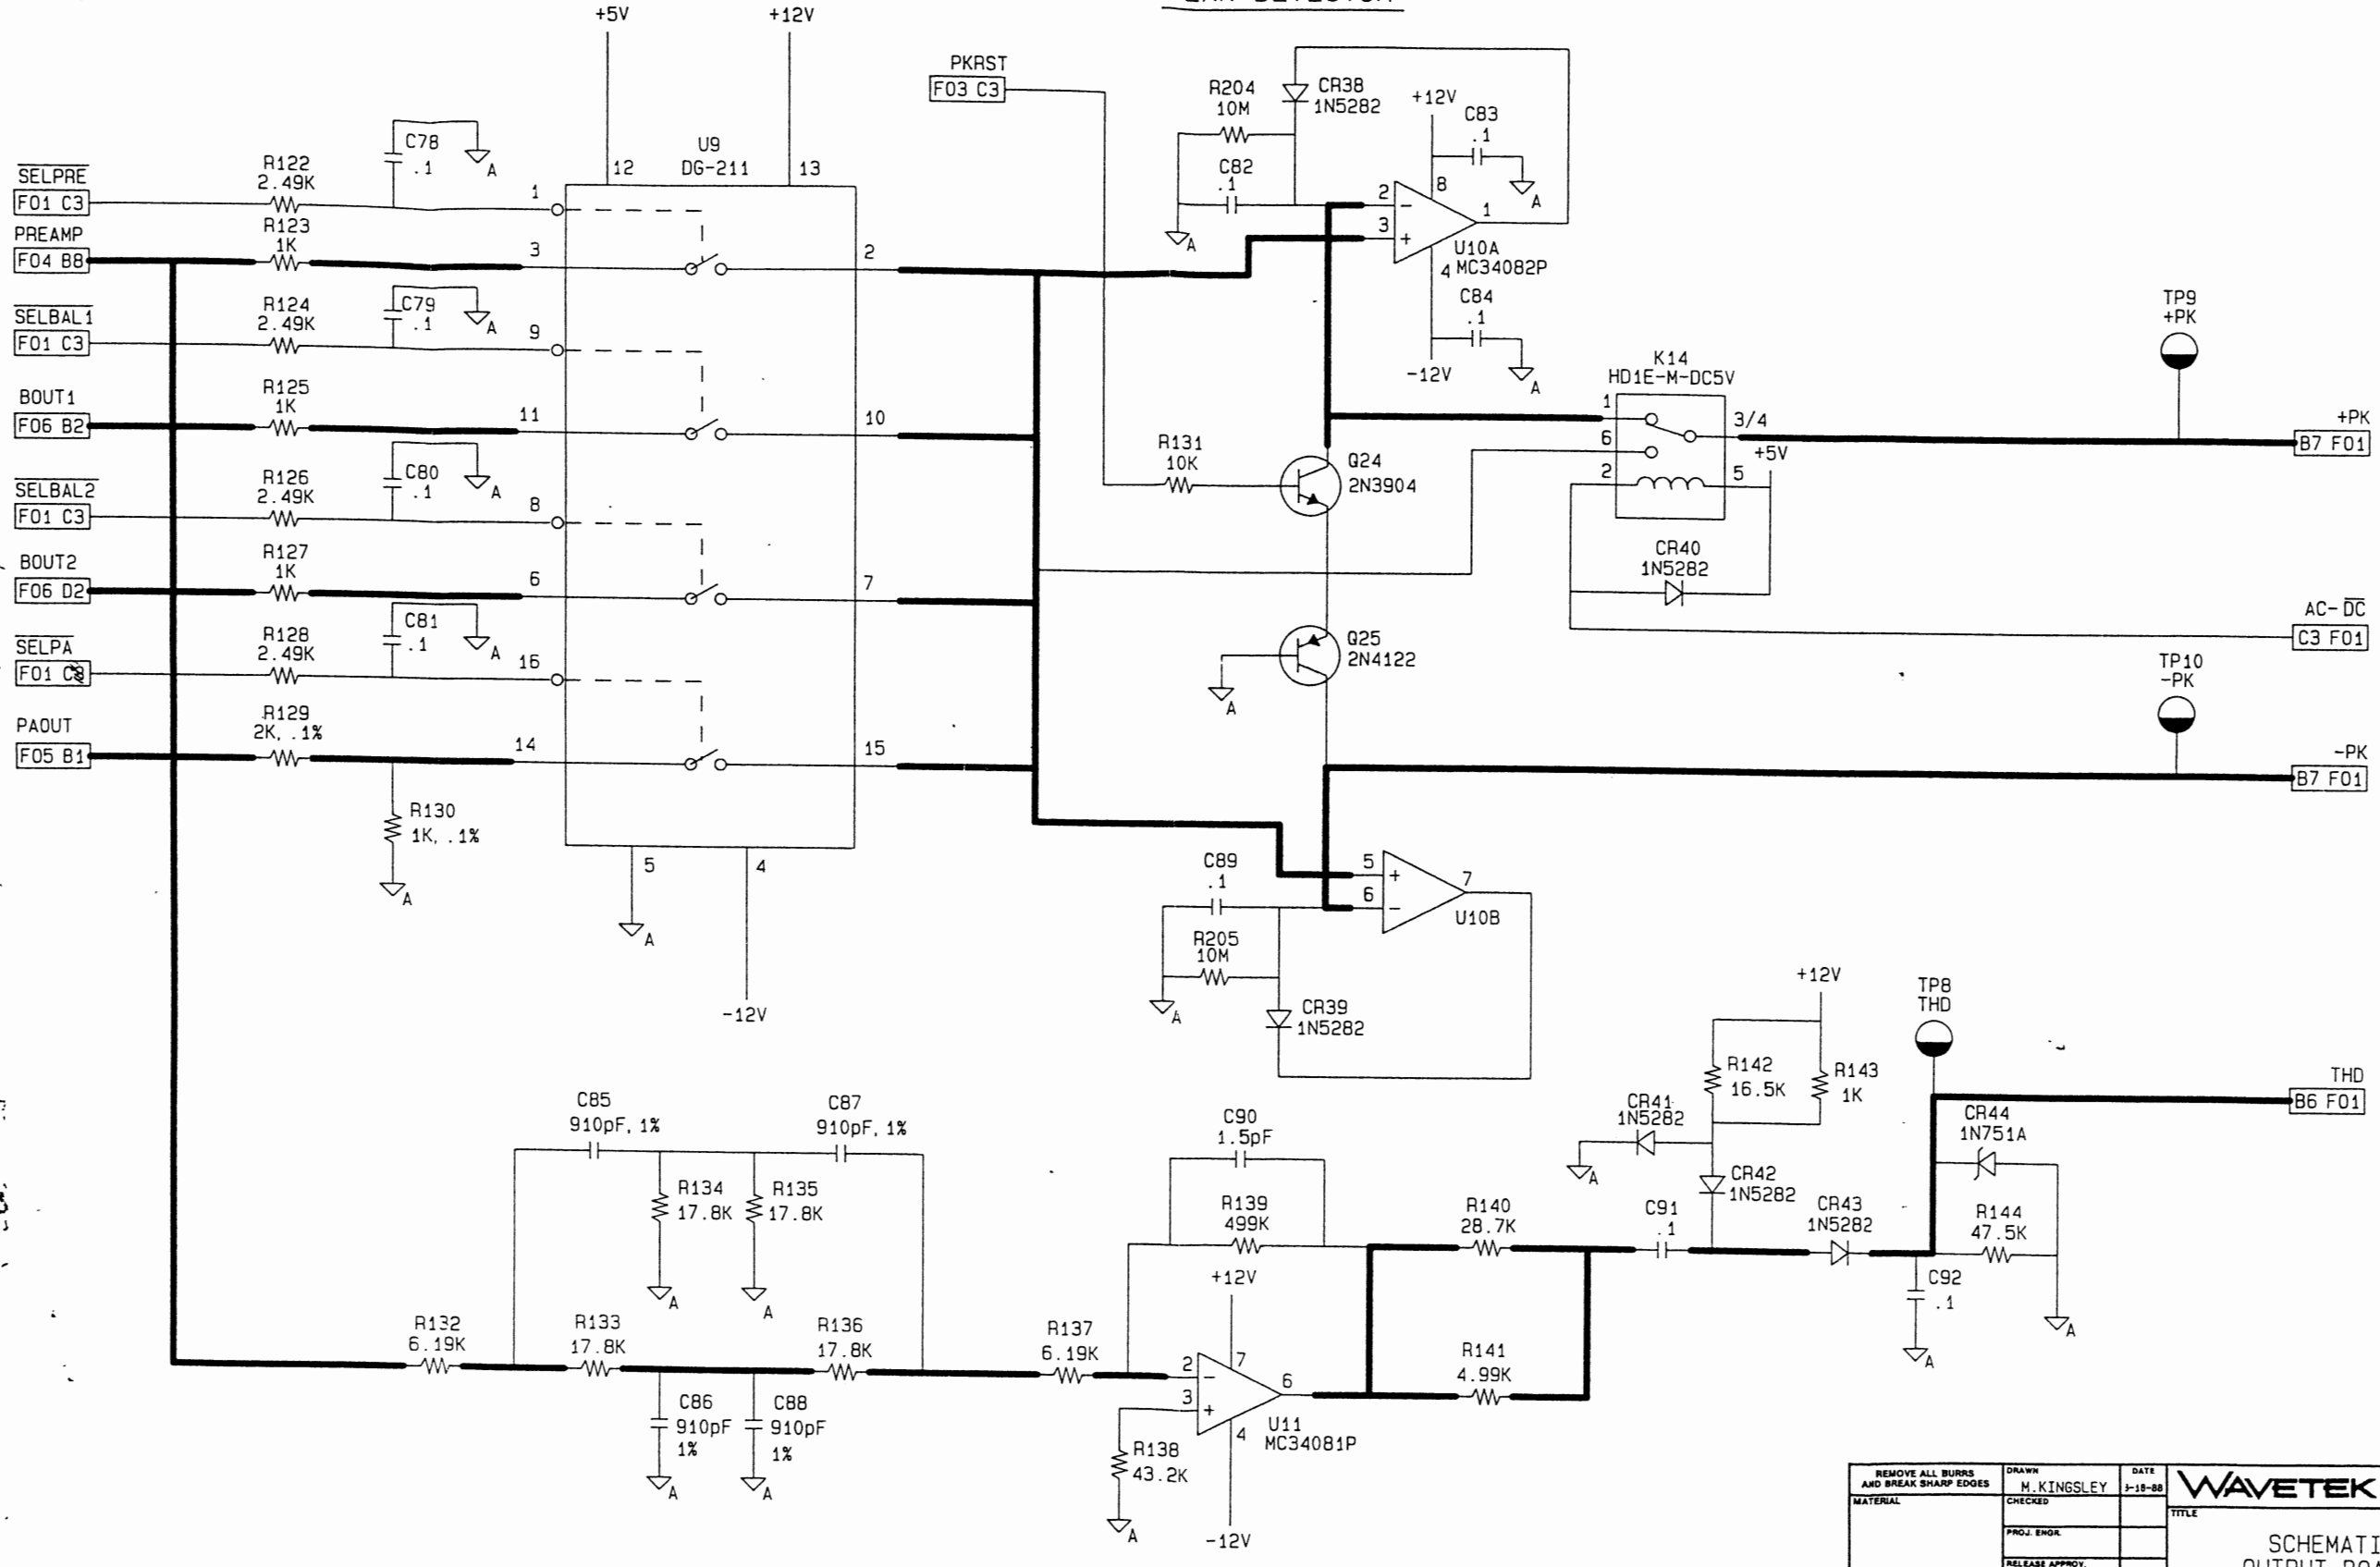 +5V
+12V
PKRST
F03 C3
R204
10M
CR38
1N5282
+12V
C83
.1
C78
.1
A
U9
DG-211
12
13
SELPRE
F01 C3
R122
2.49K
1
C82
.1
8
A
2
3
1
A
U10A
4 MC34082P
PREAMP
F04 B8
R123
1K
3
2
C79
.1
A
C84
.1
-12V
A
SELBAL1
F01 C3
R124
2.49K
9
TP9
+PK
K14
HD1E-M-DC5V
BOUT1
F06 B2
R125
1K
11
10
1
6
2
3/4
+5V
5
+PK
B7 F01
C80
.1
A
R131
10K
Q24
2N3904
SELBAL2
F01 C3
R126
2.49K
8
CR40
1N5282
BOUT2
F06 D2
R127
1K
6
7
C81
.1
A
AC-DC
C3 F01
Q25
2N4122
A
SELPA
F01
R128
2.49K
16
TP10
-PK
PAOUT
F05 B1
R129
2K, .1%
14
15
-PK
B7 F01
R130
1K, .1%
A
5
4
A
-12V
C89
.1
5
6
7
U10B
R205
10M
A
CR39
1N5282
+12V
TP8
THD
R142
16.5K
R143
1K
THD
B6 F01
CR41
1N5282
A
CR44
1N751A
C85
910pF, 1%
C87
910pF, 1%
C90
1.5pF
R134
17.8K
R135
17.8K
A
A
CR42
1N5282
R139
499K
R140
28.7K
C91
.1
CR43
1N5282
R144
47.5K
C92
.1
A
A
+12V
R132
6.19K
R133
17.8K
R136
17.8K
R137
6.19K
2
3
7
6
4
U11
MC34081P
R141
4.99K
C86
910pF
1%
C88
910pF
1%
A
A
R138
43.2K
A
-12V
REMOVE ALL BURRS
AND BREAK SHARP EDGES
DRAWN
M.KINGSLEY
DATE
WAVETEK
MATERIAL
CHECKED
TITLE
PROJ. ENGR.
RELEASE APPROV.